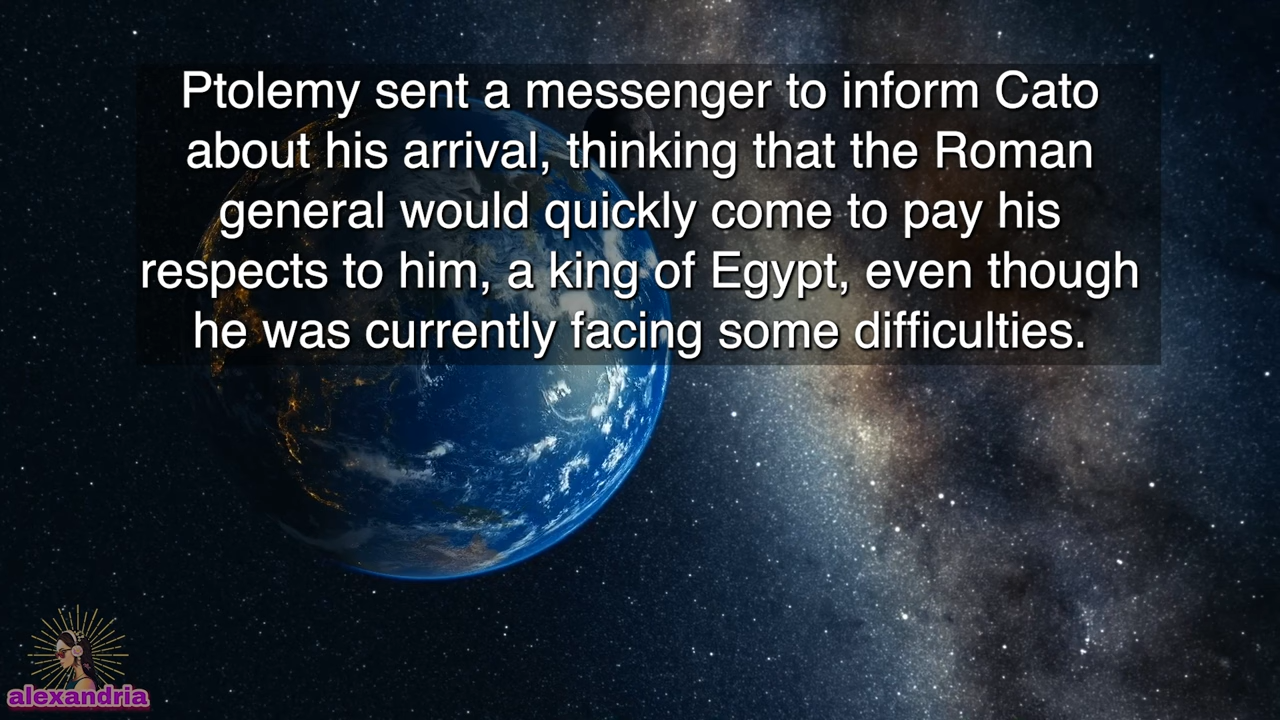 Ptolemy sent a messenger to inform Cato
about his arrival, thinking that the Roman
general would quickly come to pay his
respects to him, a king of Egypt, even though
he was currently facing some difficulties.
alexandria